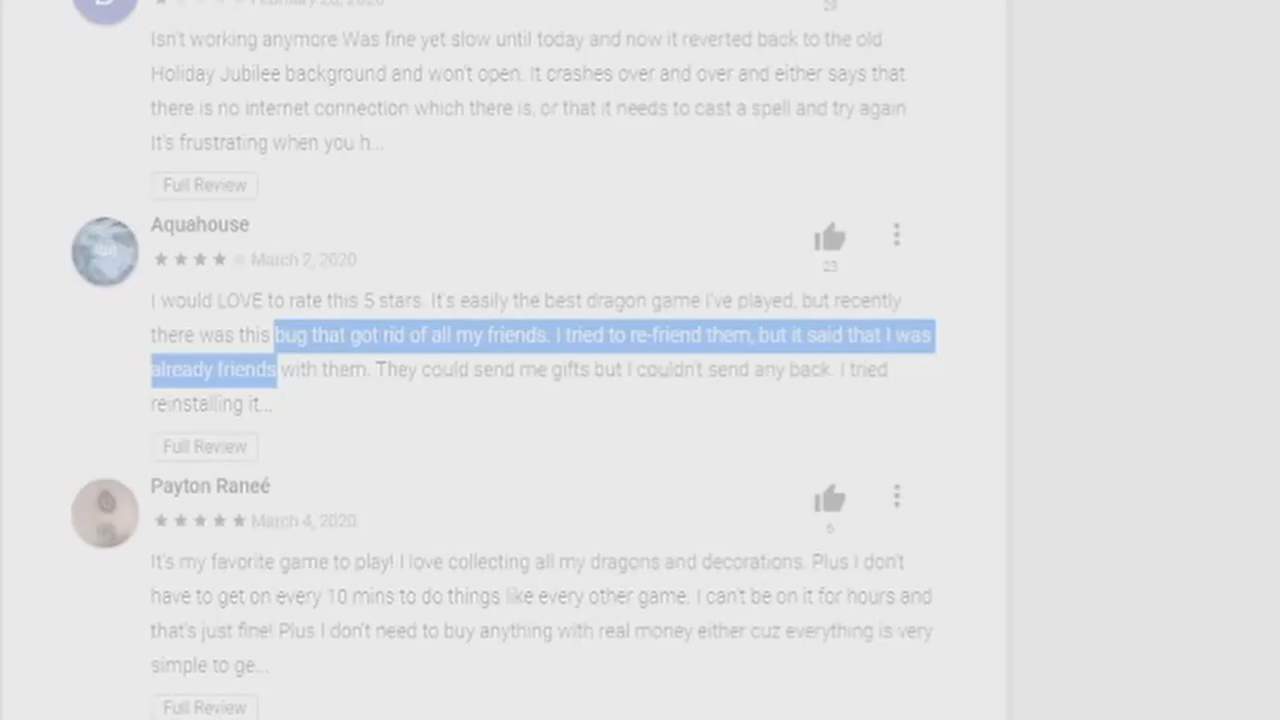 February 28, 2020
28
Isn't working anymore Was fine yet slow until today and now it reverted back to the old
Holiday Jubilee background and won't open. It crashes over and over and either says that
there is no internet connection which there is, or that it needs to cast a spell and try again
It's frustrating when you h...
Full Review
Aquahouse
March 2, 2020
23
I would LOVE to rate this 5 stars. It's easily the best dragon game I've played, but recently
there was this bug that got rid of all my friends. I tried to re-friend them, but it said that I was
already friends with them. They could send me gifts but I couldn't send any back. I tried
reinstalling it...
Full Review
Payton Raneé
March 4, 2020
6
It's my favorite game to play! I love collecting all my dragons and decorations. Plus I don't
have to get on every 10 mins to do things like every other game. I can't be on it for hours and
that's just fine! Plus I don't need to buy anything with real money either cuz everything is very
simple to ge...
Full Review